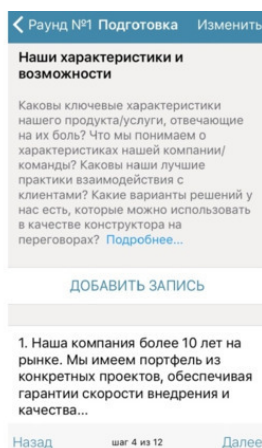 Раунд №1 Подготовка Изменить
Наши характеристики и
возможности
Каковы ключевые характеристики
нашего продукта/услуги, отвечающие
на их боль? Что мы понимаем о
характеристиках нашей компании/
команды? Каковы наши лучшие
практики взаимодействия с
клиентами? Какие варианты решений у
нас есть, которые можно использовать
в качестве конструктора на
переговорах? Подробнее...
ДОБАВИТЬ ЗАПИСЬ
1. Наша компания более 10 лет на
рынке. Мы имеем портфель из
конкретных проектов, обеспечивая
гарантии скорости внедрения и
качества...
Назад шаг 4 из 12 Далее